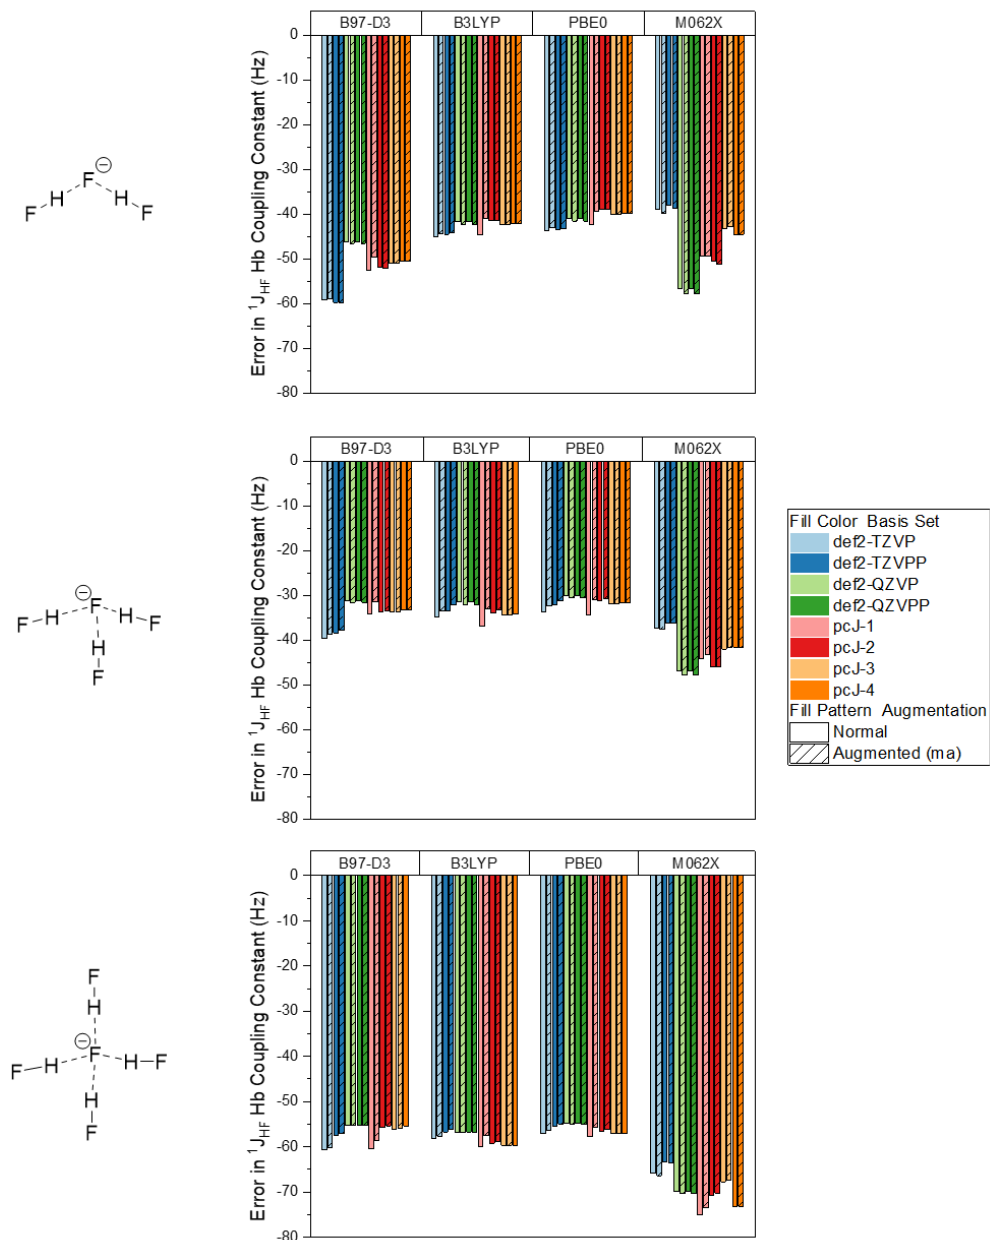 B97-D3 B3LYP PBE0 M062X
0
-10
-20
-30
-40
-50
-60
-70
-80
Error in ¹J_HF Hb Coupling Constant (Hz)
F H F ⊖ H F
B97-D3 B3LYP PBE0 M062X
0
-10
-20
-30
-40
-50
-60
-70
-80
Error in ¹J_HF Hb Coupling Constant (Hz)
F H ⊖ F H F
H
F
Fill Color Basis Set
def2-TZVP
def2-TZVPP
def2-QZVP
def2-QZVPP
pcJ-1
pcJ-2
pcJ-3
pcJ-4
Fill Pattern Augmentation
Normal
Augmented (ma)
B97-D3 B3LYP PBE0 M062X
0
-10
-20
-30
-40
-50
-60
-70
-80
Error in ¹J_HF Hb Coupling Constant (Hz)
F
H
F H ⊖ F H F
H
F